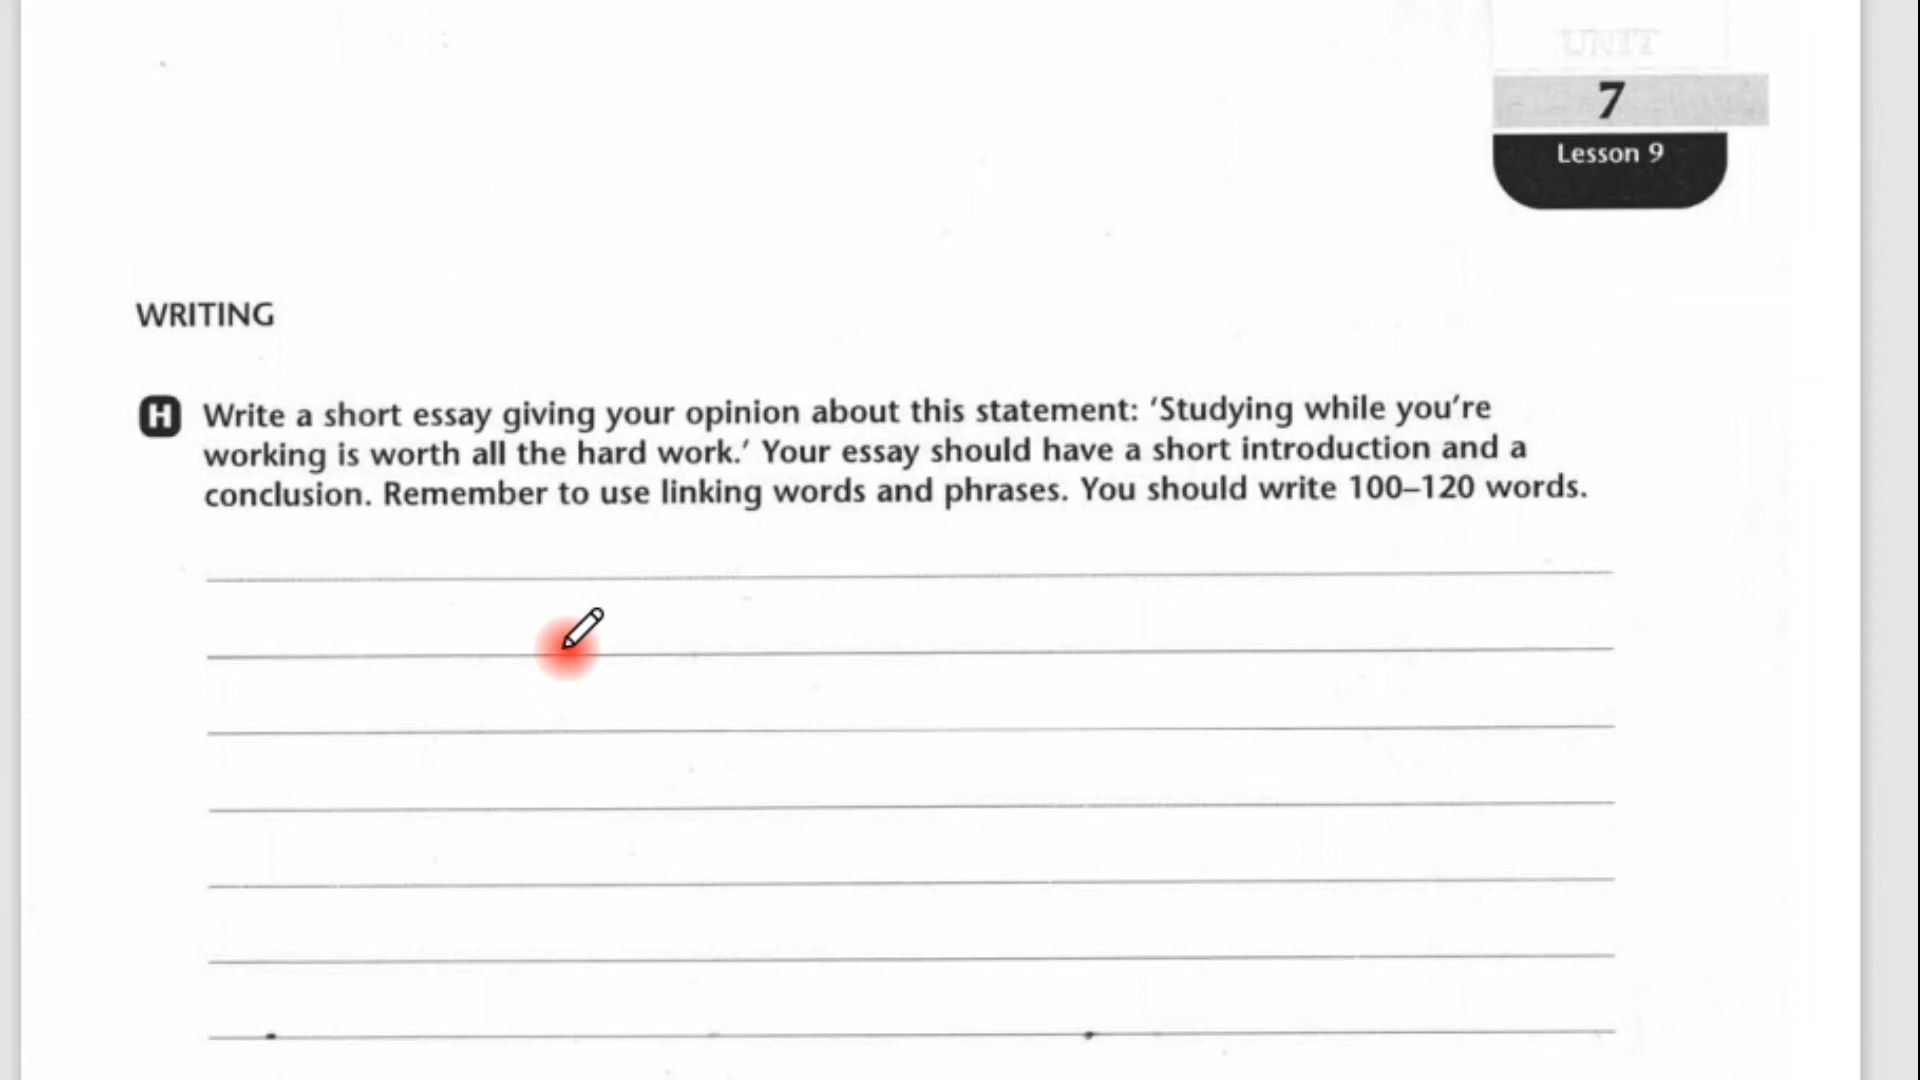 UNIT
7
Lesson 9
WRITING
H Write a short essay giving your opinion about this statement: ‘Studying while you’re
working is worth all the hard work.’ Your essay should have a short introduction and a
conclusion. Remember to use linking words and phrases. You should write 100–120 words.